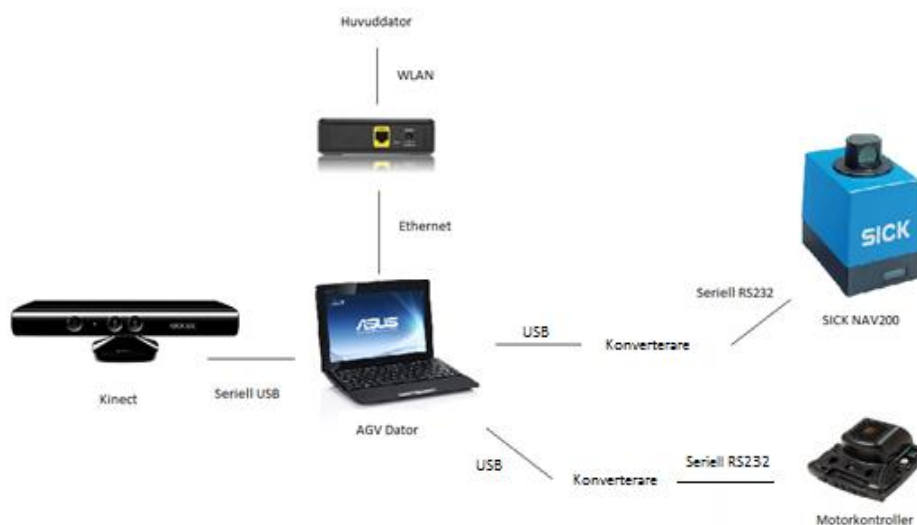 Huvuddator
WLAN
Ethernet
SICK
Seriell RS232
SICK NAV200
ASUS
USB
Konverterare
Kinect
Seriell USB
AGV Dator
USB
Konverterare
Seriell RS232
Motorkontroller